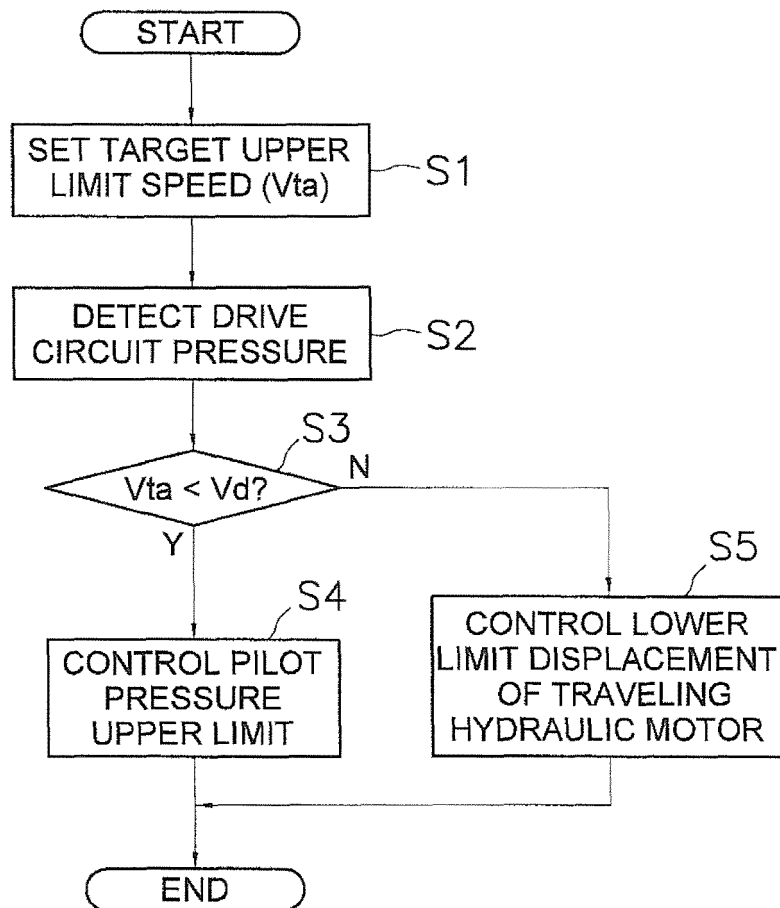 START
SET TARGET UPPER
LIMIT SPEED (Vta)
S1
DETECT DRIVE
CIRCUIT PRESSURE
S2
S3
Vta < Vd?
N
Y
S4
CONTROL PILOT
PRESSURE
UPPER LIMIT
S5
CONTROL LOWER
LIMIT DISPLACEMENT
OF TRAVELING
HYDRAULIC MOTOR
END